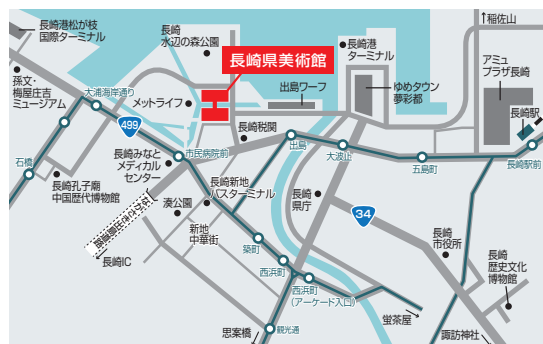 長崎港松が枝
国際ターミナル
長崎
水辺の森公園
長崎県美術館
長崎港
ターミナル
↑稲佐山
アミュ
プラザ長崎
孫文・
梅屋庄吉
ミュージアム
大浦海岸通り
メットライフ
出島ワーフ
ゆめタウン
夢彩都
長崎駅
499
長崎税関
出島
大波止
五島町
長崎駅前
石橋
長崎みなと
メディカル
センター
市民病院前
長崎孔子廟
中国歴代博物館
ながさき出島道路
湊公園
長崎新地
バスターミナル
長崎
県庁
34
新地
中華街
長崎
市役所
長崎IC
築町
西浜町
西浜町
(アーケード入口)
長崎
歴史文化
博物館
蛍茶屋
思案橋
観光通
諏訪神社